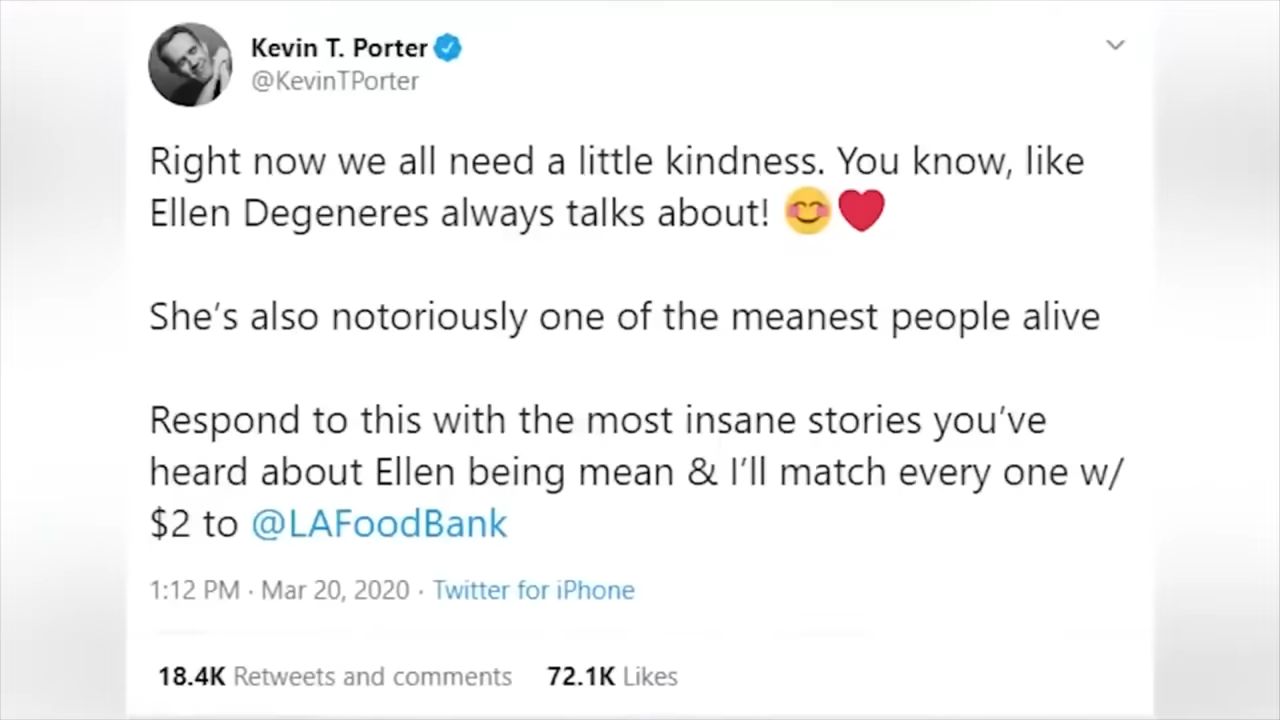 Kevin T. Porter
@KevinTPorter
Right now we all need a little kindness. You know, like
Ellen Degeneres always talks about! 😊❤️
She's also notoriously one of the meanest people alive
Respond to this with the most insane stories you've
heard about Ellen being mean & I'll match every one w/
$2 to @LAFoodBank
1:12 PM · Mar 20, 2020 · Twitter for iPhone
18.4K Retweets and comments 72.1K Likes